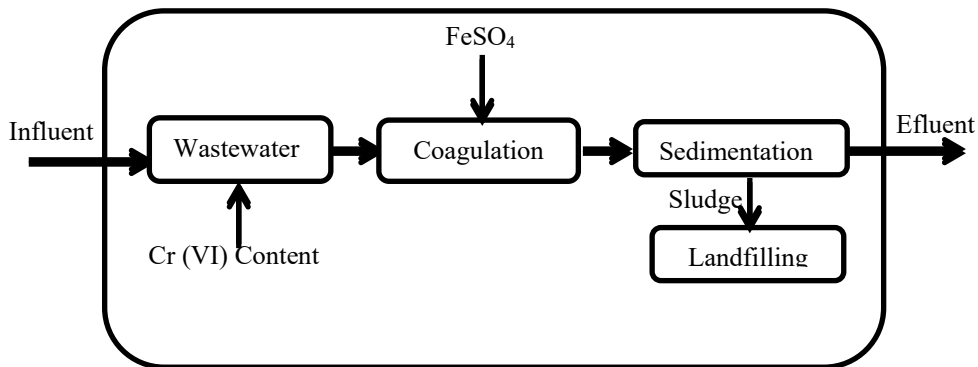 FeSO₄
Influent
Wastewater
Coagulation
Sedimentation
Efluent
Sludge
Cr (VI) Content
Landfilling